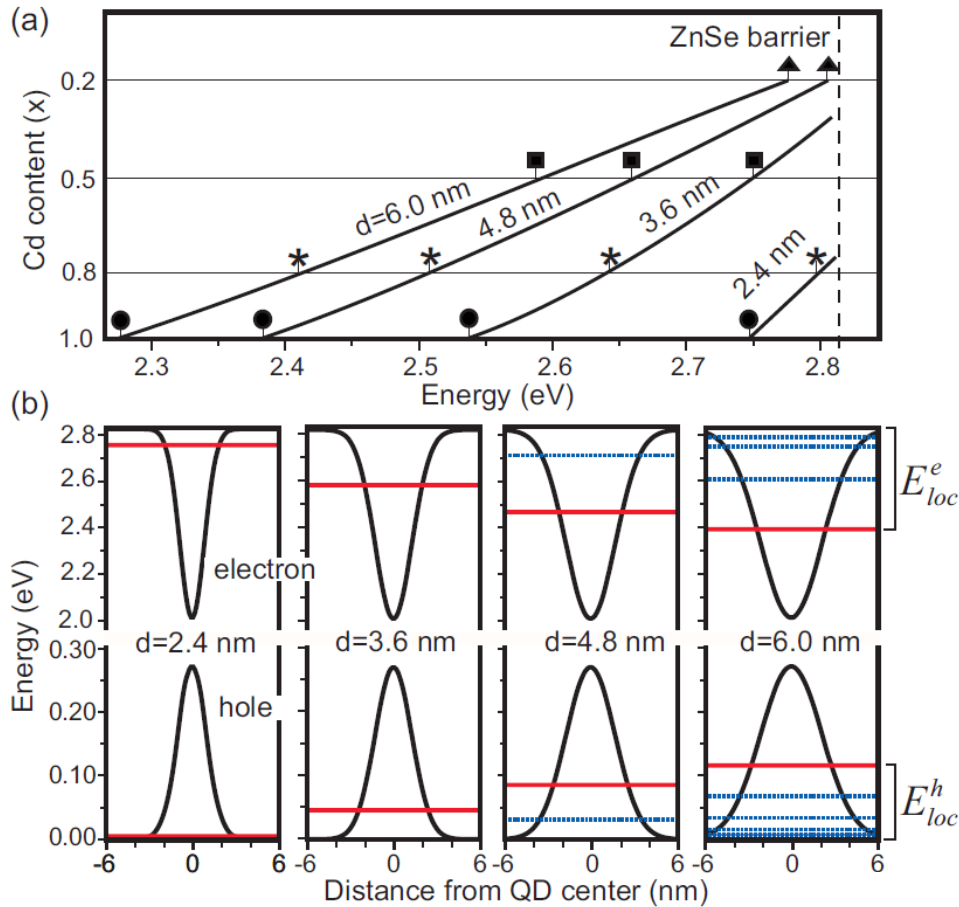 (a)
ZnSe barrier
Cd content (x)
0.2
0.5
0.8
1.0
d=6.0 nm
4.8 nm
3.6 nm
2.4 nm
2.3 2.4 2.5 2.6 2.7 2.8
Energy (eV)
(b)
Energy (eV)
2.8
2.6
2.4
2.2
2.0
electron
E^e_loc
0.30
0.20
0.10
0.00
d=2.4 nm d=3.6 nm d=4.8 nm d=6.0 nm
hole
E^h_loc
-6 0 6 -6 0 6 -6 0 6 -6 0 6
Distance from QD center (nm)